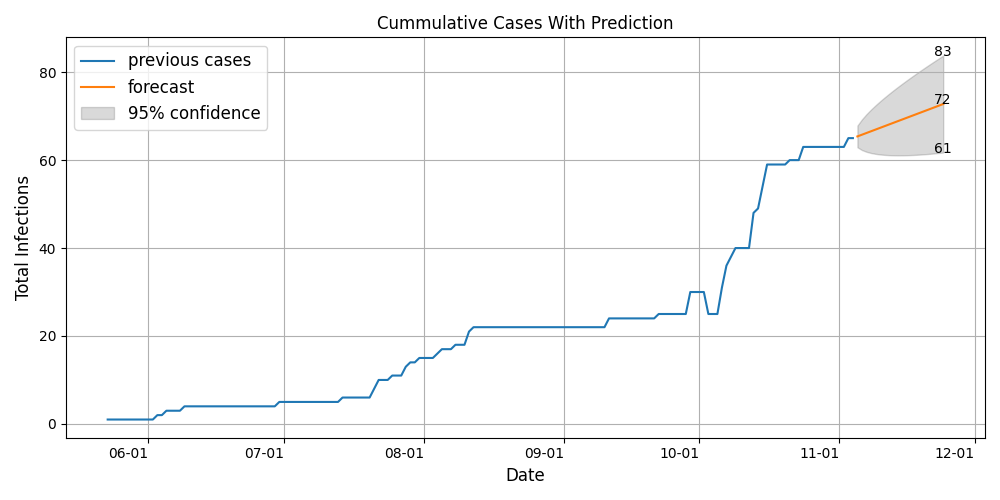 Cummulative Cases With Prediction
previous cases
forecast
95% confidence
83
72
61
80
60
40
20
0
Total Infections
06-01
07-01
08-01
09-01
10-01
11-01
12-01
Date